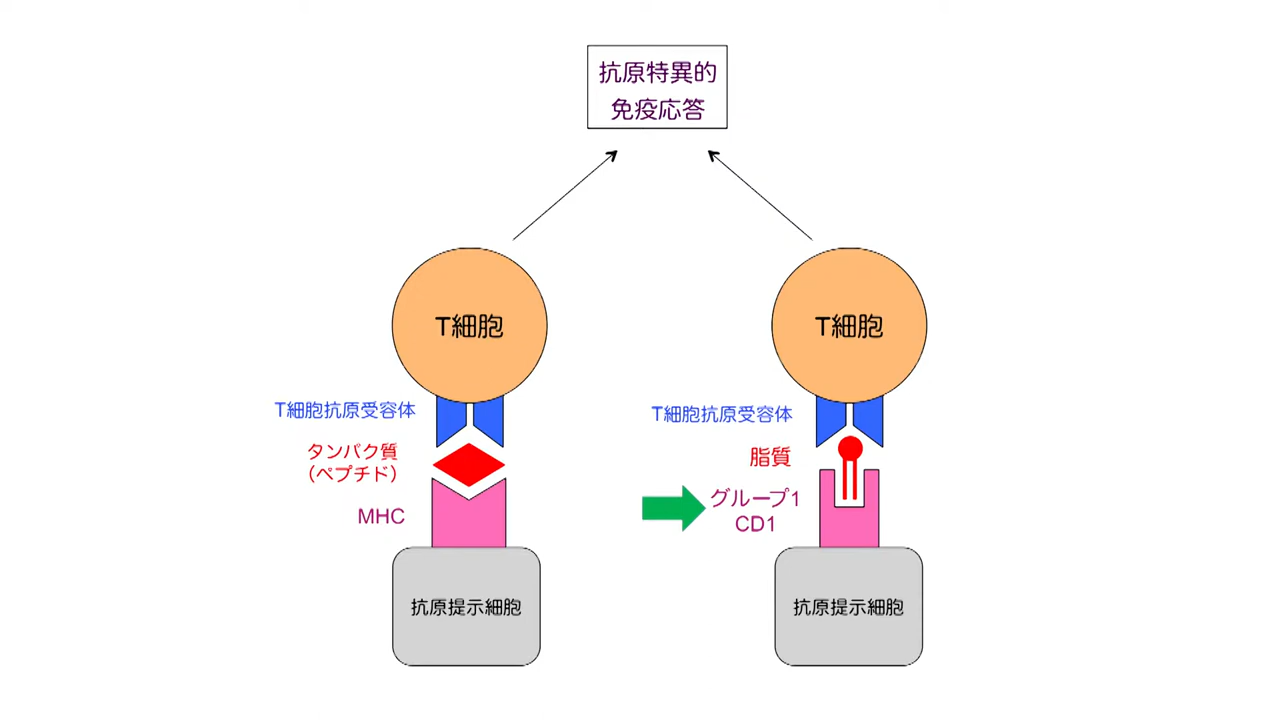 抗原特異的
免疫応答
T細胞
T細胞
T細胞抗原受容体
T細胞抗原受容体
タンパク質
（ペプチド）
脂質
MHC
グループ1
CD1
抗原提示細胞
抗原提示細胞